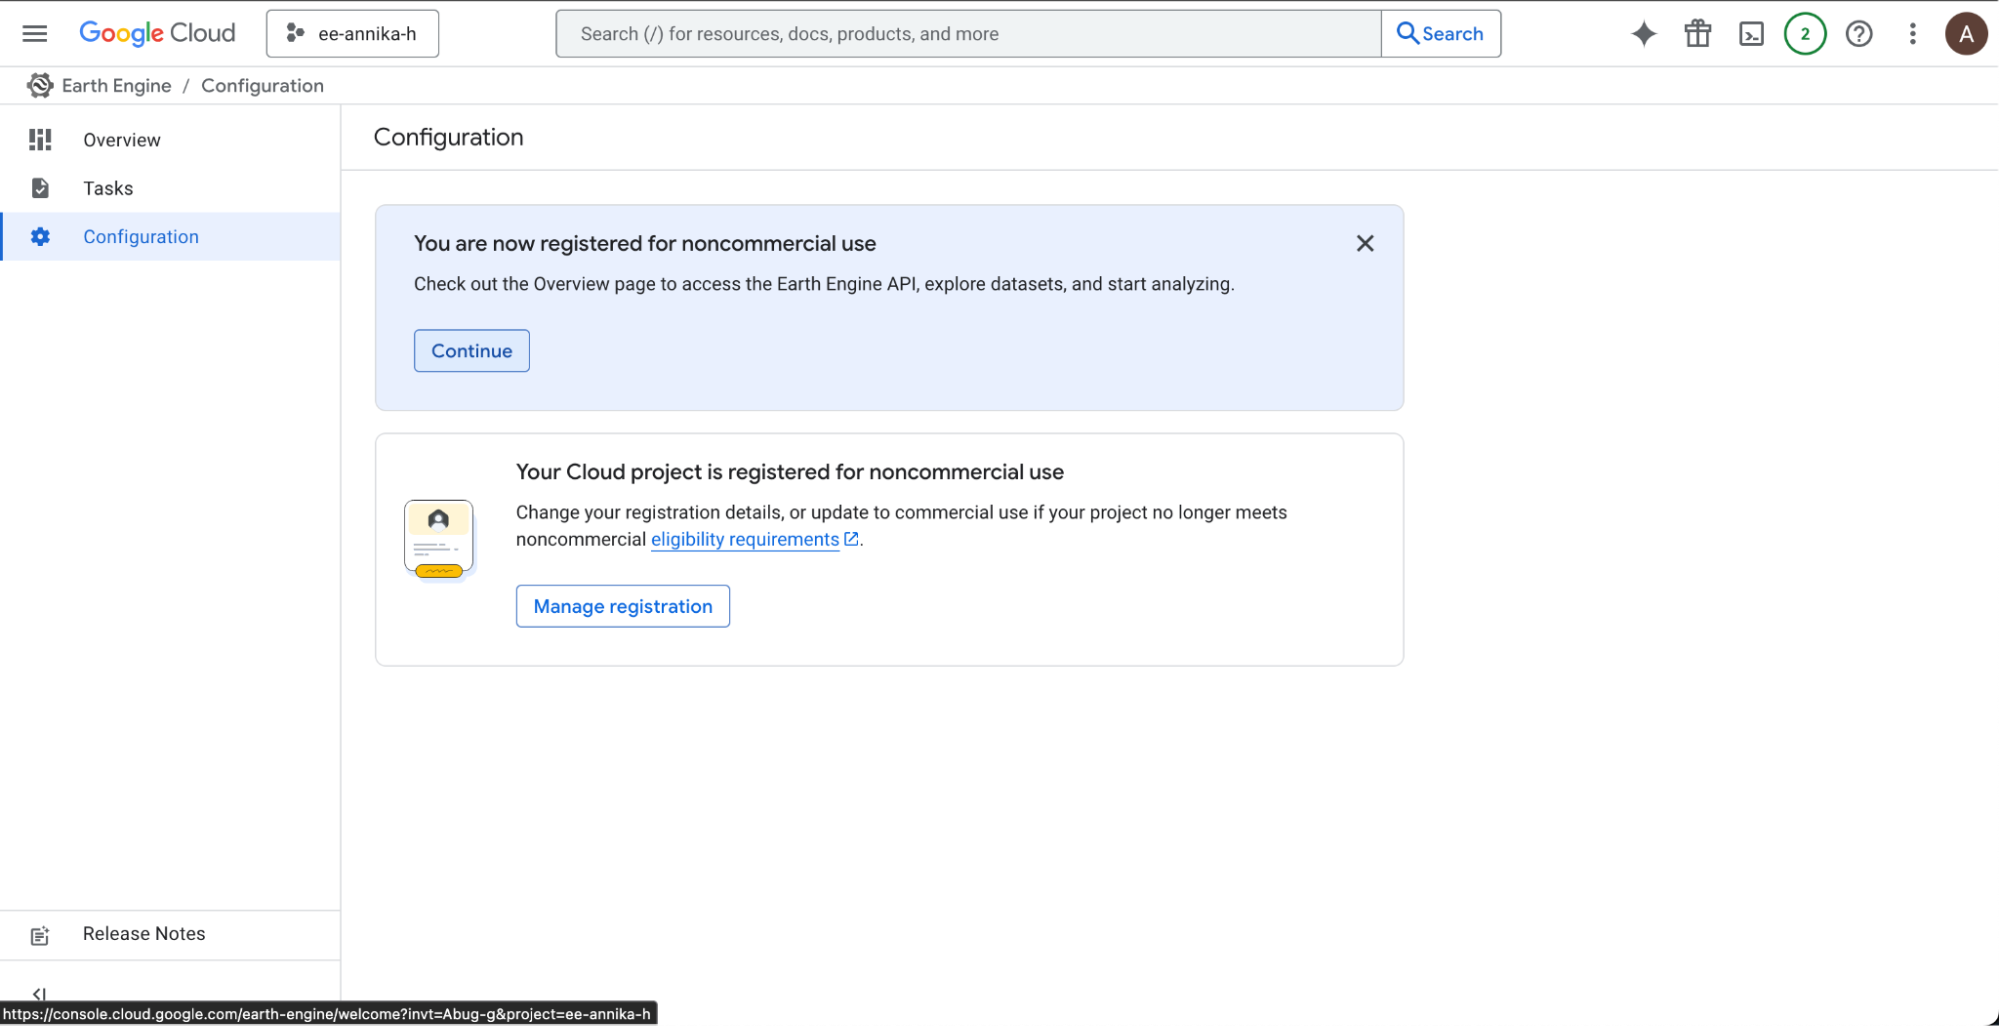 Google Cloud
ee-annika-h
Search (/) for resources, docs, products, and more
Search
2
A
Earth Engine / Configuration
Overview
Tasks
Configuration
Configuration
You are now registered for noncommercial use
Check out the Overview page to access the Earth Engine API, explore datasets, and start analyzing.
Continue
Your Cloud project is registered for noncommercial use
Change your registration details, or update to commercial use if your project no longer meets
noncommercial eligibility requirements.
Manage registration
Release Notes
https://console.cloud.google.com/earth-engine/welcome?invt=Abug-g&project=ee-annika-h